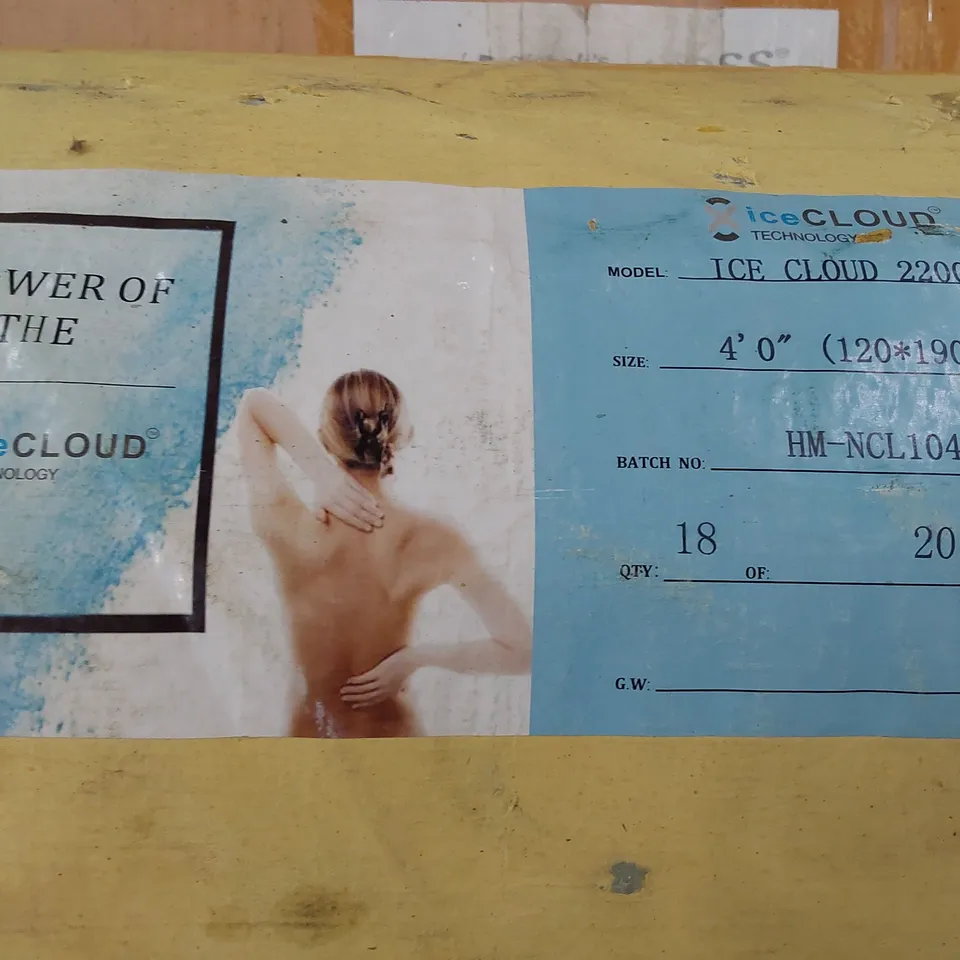 WER OF
THE
eCLOUD
NOLOGY
iceCLOUD
TECHNOLOGY
MODEL: ICE CLOUD 2200
SIZE: 4'0" (120*190
BATCH NO: HM-NCL104
QTY: 18 OF: 20
G.W: